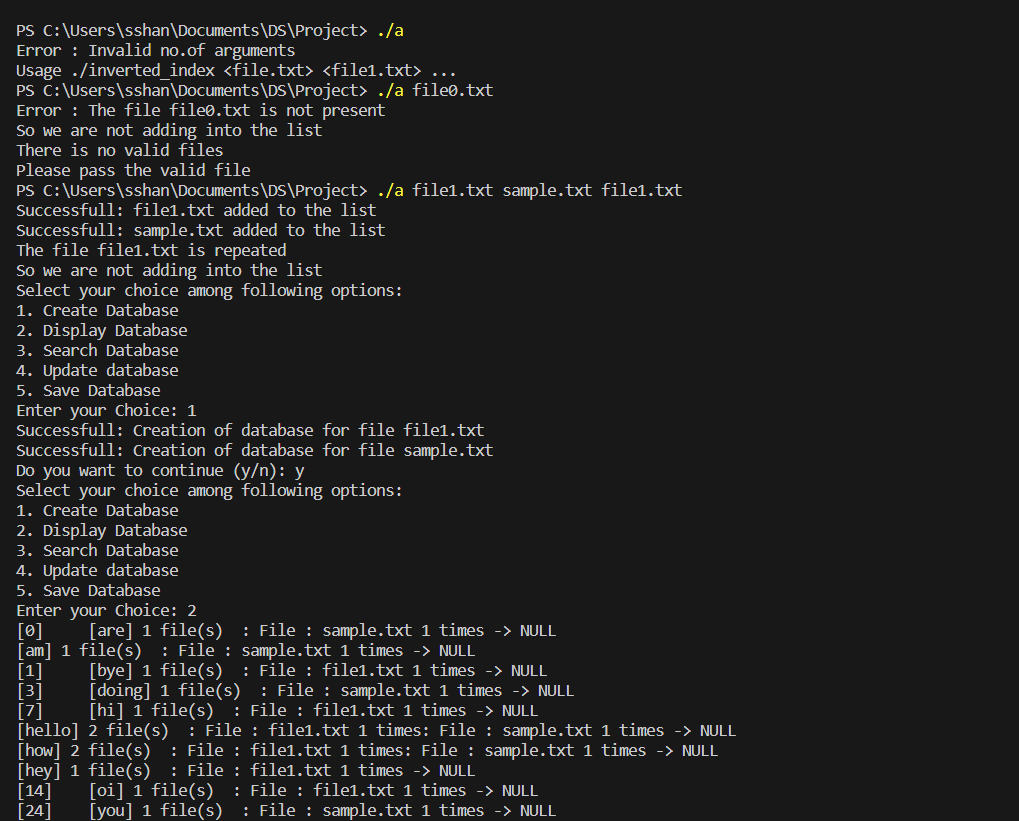 PS C:\Users\sshan\Documents\DS\Project> ./a
Error : Invalid no.of arguments
Usage ./inverted_index <file.txt> <file1.txt> ...
PS C:\Users\sshan\Documents\DS\Project> ./a file0.txt
Error : The file file0.txt is not present
So we are not adding into the list
There is no valid files
Please pass the valid file
PS C:\Users\sshan\Documents\DS\Project> ./a file1.txt sample.txt file1.txt
Successfull: file1.txt added to the list
Successfull: sample.txt added to the list
The file file1.txt is repeated
So we are not adding into the list
Select your choice among following options:
1. Create Database
2. Display Database
3. Search Database
4. Update database
5. Save Database
Enter your Choice: 1
Successfull: Creation of database for file file1.txt
Successfull: Creation of database for file sample.txt
Do you want to continue (y/n): y
Select your choice among following options:
1. Create Database
2. Display Database
3. Search Database
4. Update database
5. Save Database
Enter your Choice: 2
[0]     [are] 1 file(s)  : File : sample.txt 1 times -> NULL
[am] 1 file(s)  : File : sample.txt 1 times -> NULL
[1]     [bye] 1 file(s)  : File : file1.txt 1 times -> NULL
[3]     [doing] 1 file(s)  : File : sample.txt 1 times -> NULL
[7]     [hi] 1 file(s)  : File : file1.txt 1 times -> NULL
[hello] 2 file(s)  : File : file1.txt 1 times: File : sample.txt 1 times -> NULL
[how] 2 file(s)  : File : file1.txt 1 times: File : sample.txt 1 times -> NULL
[hey] 1 file(s)  : File : file1.txt 1 times -> NULL
[14]    [oi] 1 file(s)  : File : file1.txt 1 times -> NULL
[24]    [you] 1 file(s)  : File : sample.txt 1 times -> NULL